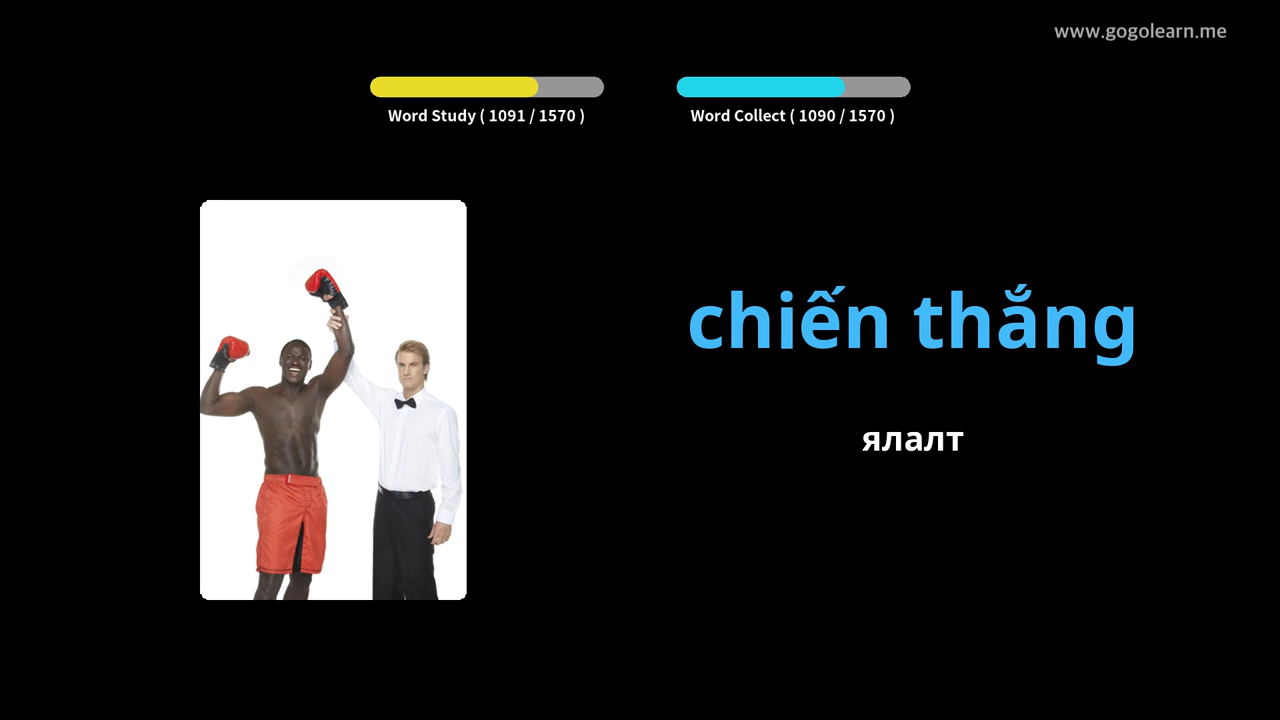 www.gogolearn.me
Word Study ( 1091 / 1570 )
Word Collect ( 1090 / 1570 )
chiến thắng
ялалт